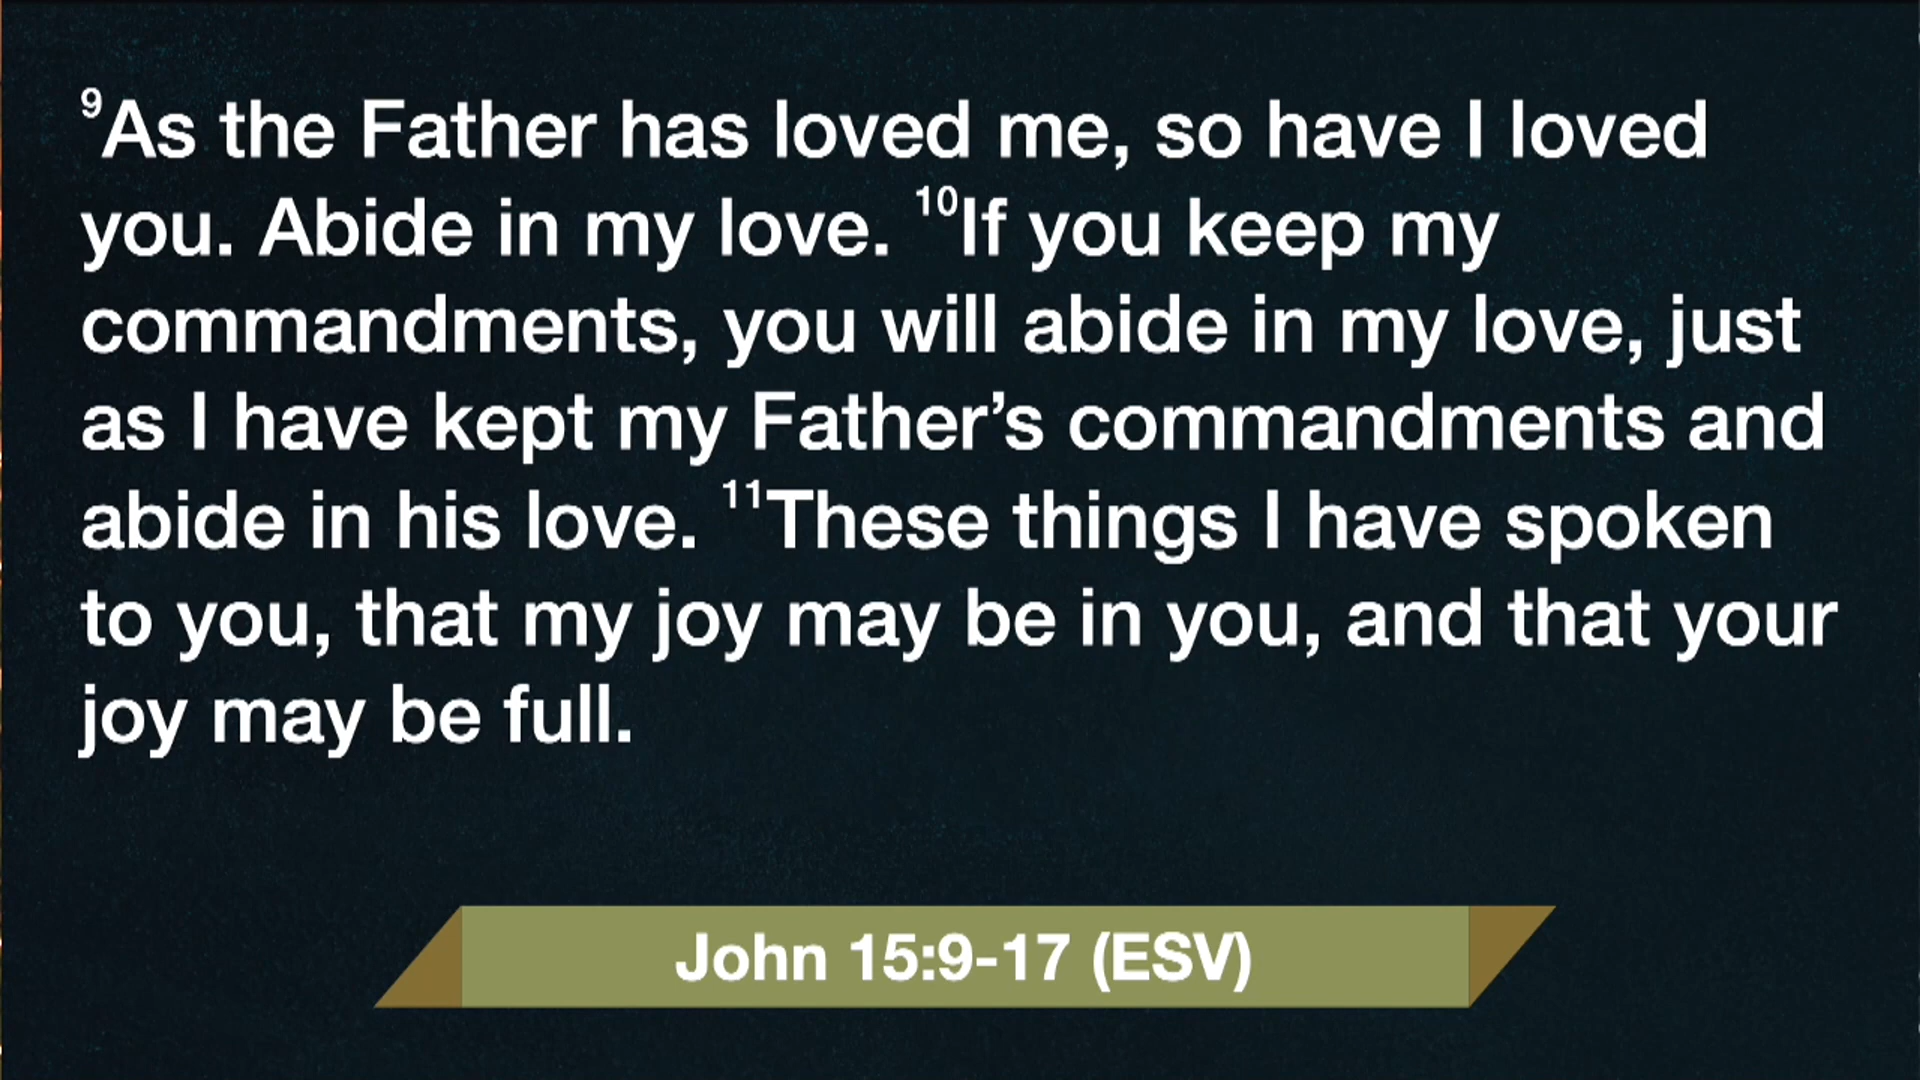 ⁹As the Father has loved me, so have I loved
you. Abide in my love. ¹⁰If you keep my
commandments, you will abide in my love, just
as I have kept my Father’s commandments and
abide in his love. ¹¹These things I have spoken
to you, that my joy may be in you, and that your
joy may be full.
John 15:9-17 (ESV)